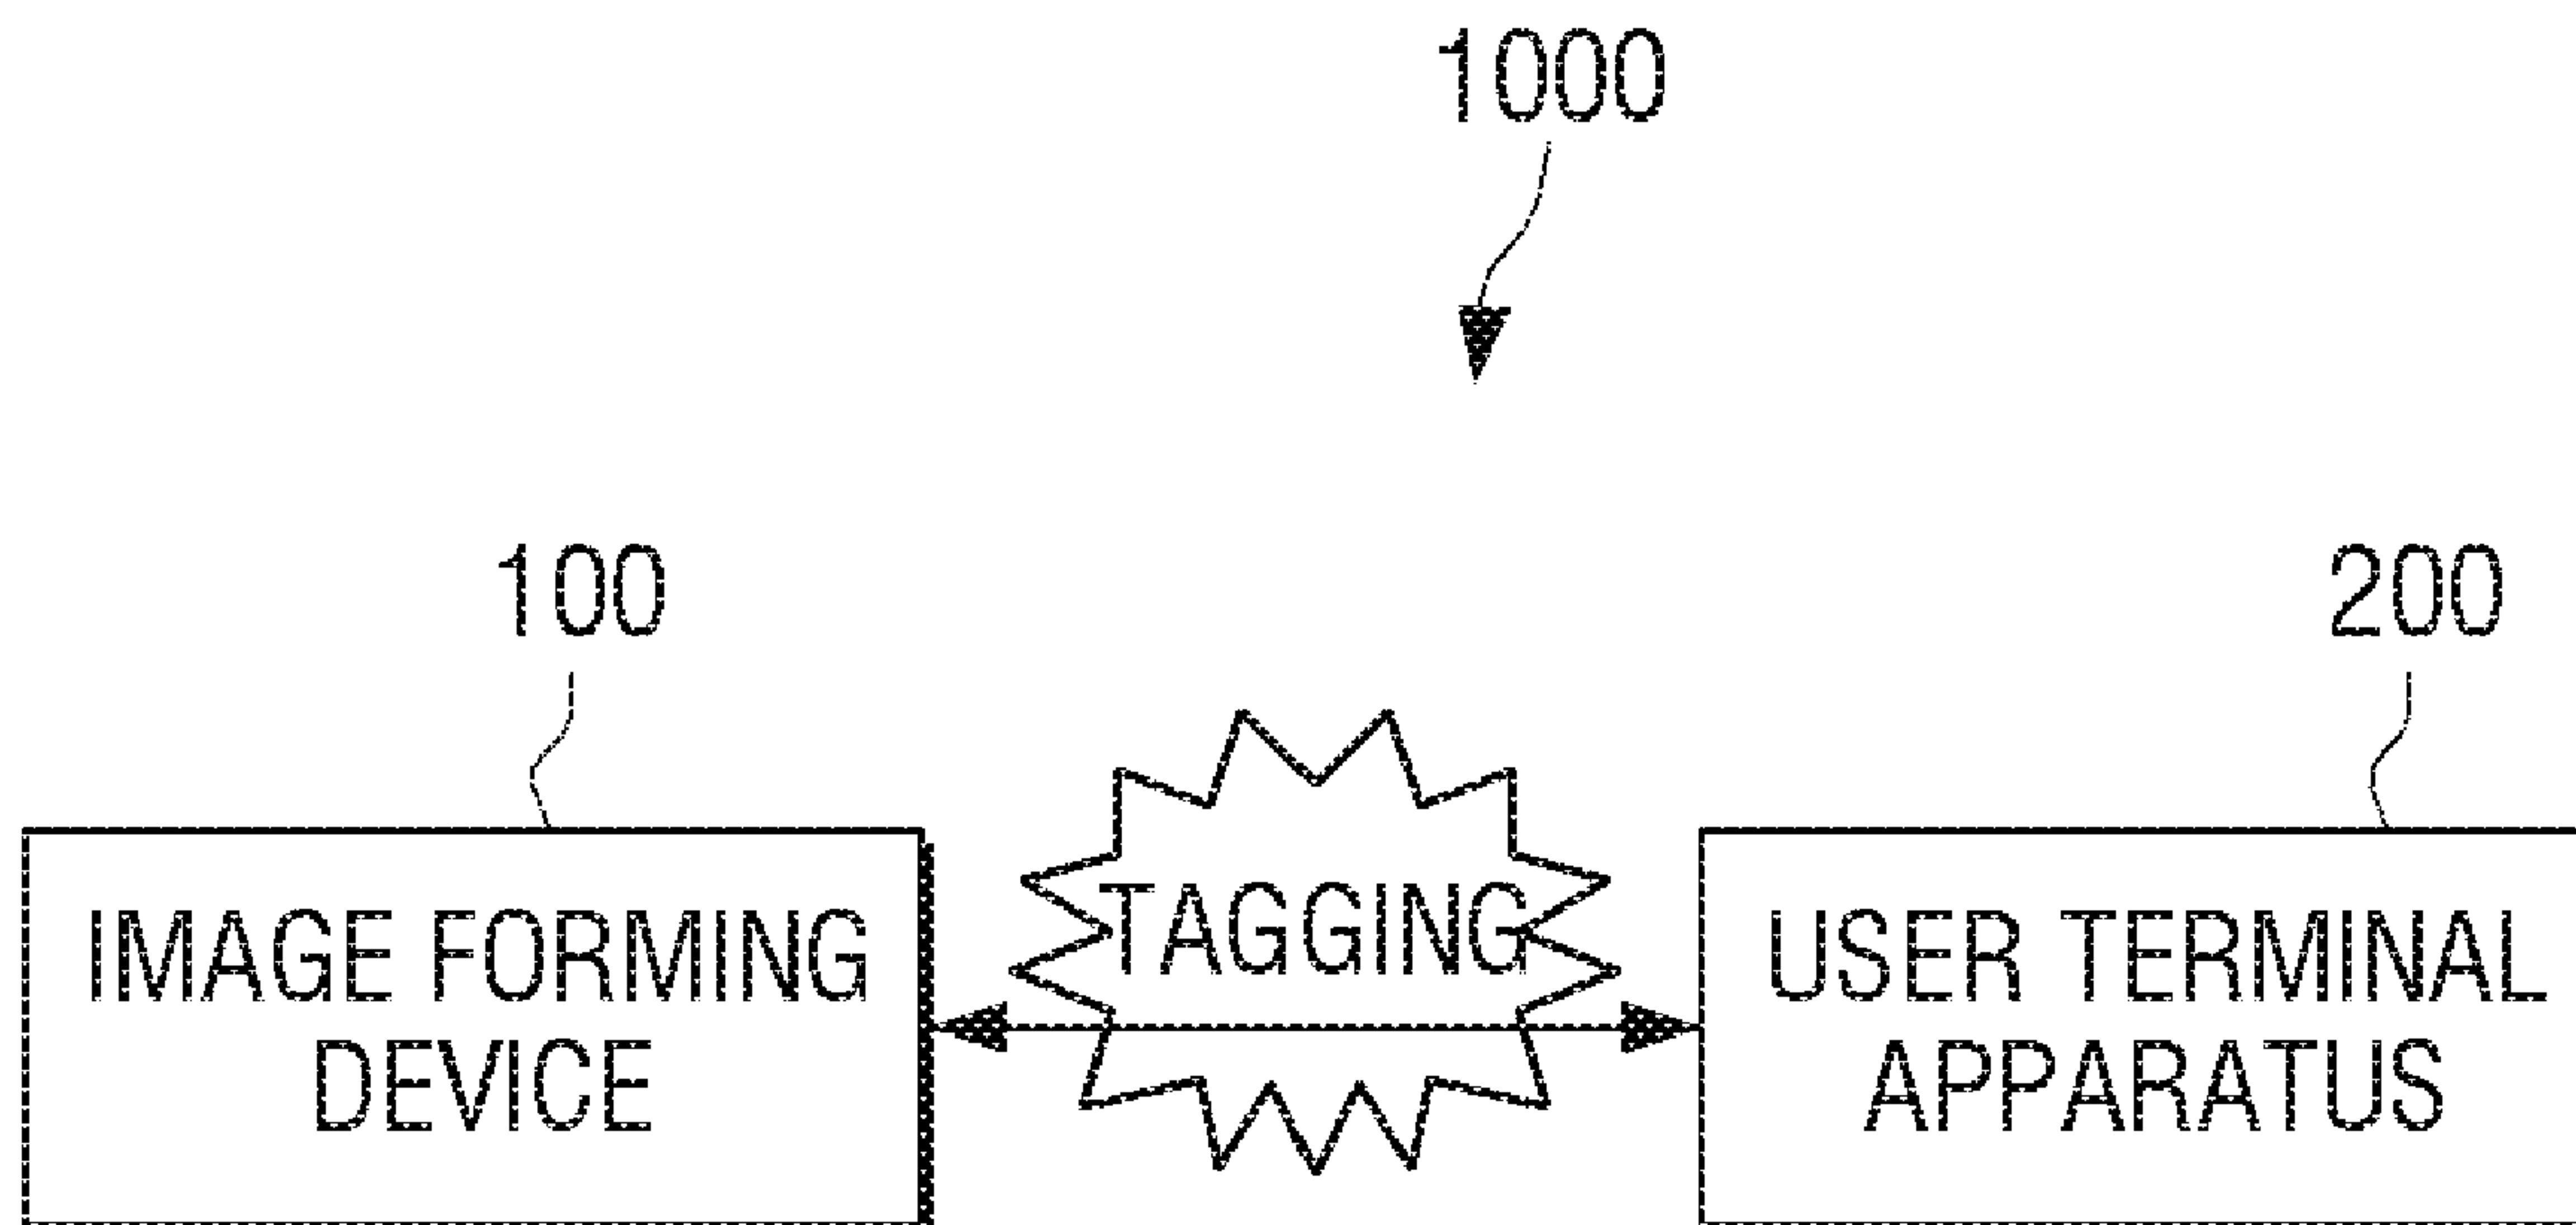 1000
100
200
IMAGE FORMING
DEVICE
TAGGING
USER TERMINAL
APPARATUS